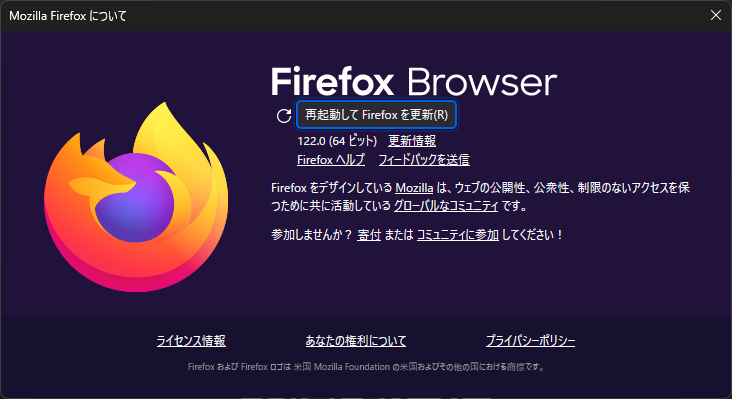 Mozilla Firefox について
Firefox Browser
再起動して Firefox を更新(R)
122.0 (64 ビット) 更新情報
Firefox ヘルプ フィードバックを送信
Firefox をデザインしている Mozilla は、ウェブの公開性、公衆性、制限のないアクセスを保
つために共に活動している グローバルなコミュニティ です。
参加しませんか？ 寄付 または コミュニティに参加 してください！
ライセンス情報 あなたの権利について プライバシーポリシー
Firefox および Firefox ロゴは 米国 Mozilla Foundation の米国およびその他の国における商標です。